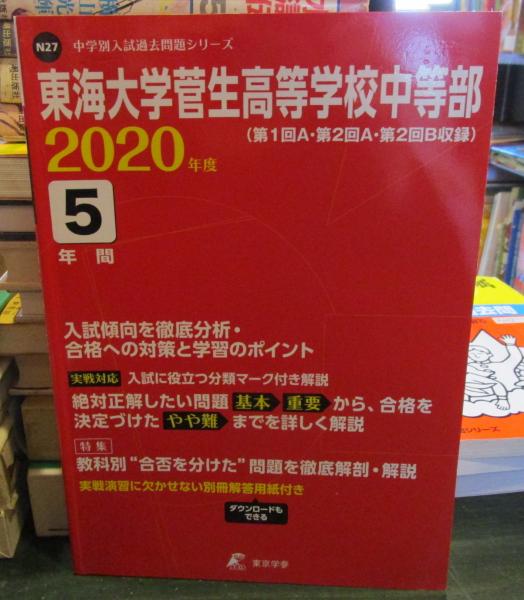 N27 中学別入試過去問題シリーズ
東海大学菅生高等学校中等部
2020年度
(第1回A・第2回A・第2回B収録)
5
年間
入試傾向を徹底分析・
合格への対策と学習のポイント
実戦対応 入試に役立つ分類マーク付き解説
絶対正解したい問題 基本 重要 から、合格を
決定づけた やや難 までを詳しく解説
特集
教科別“合否を分けた”問題を徹底解剖・解説
実戦演習に欠かせない別冊解答用紙付き
ダウンロードも
できる
東京学参
シリーズ